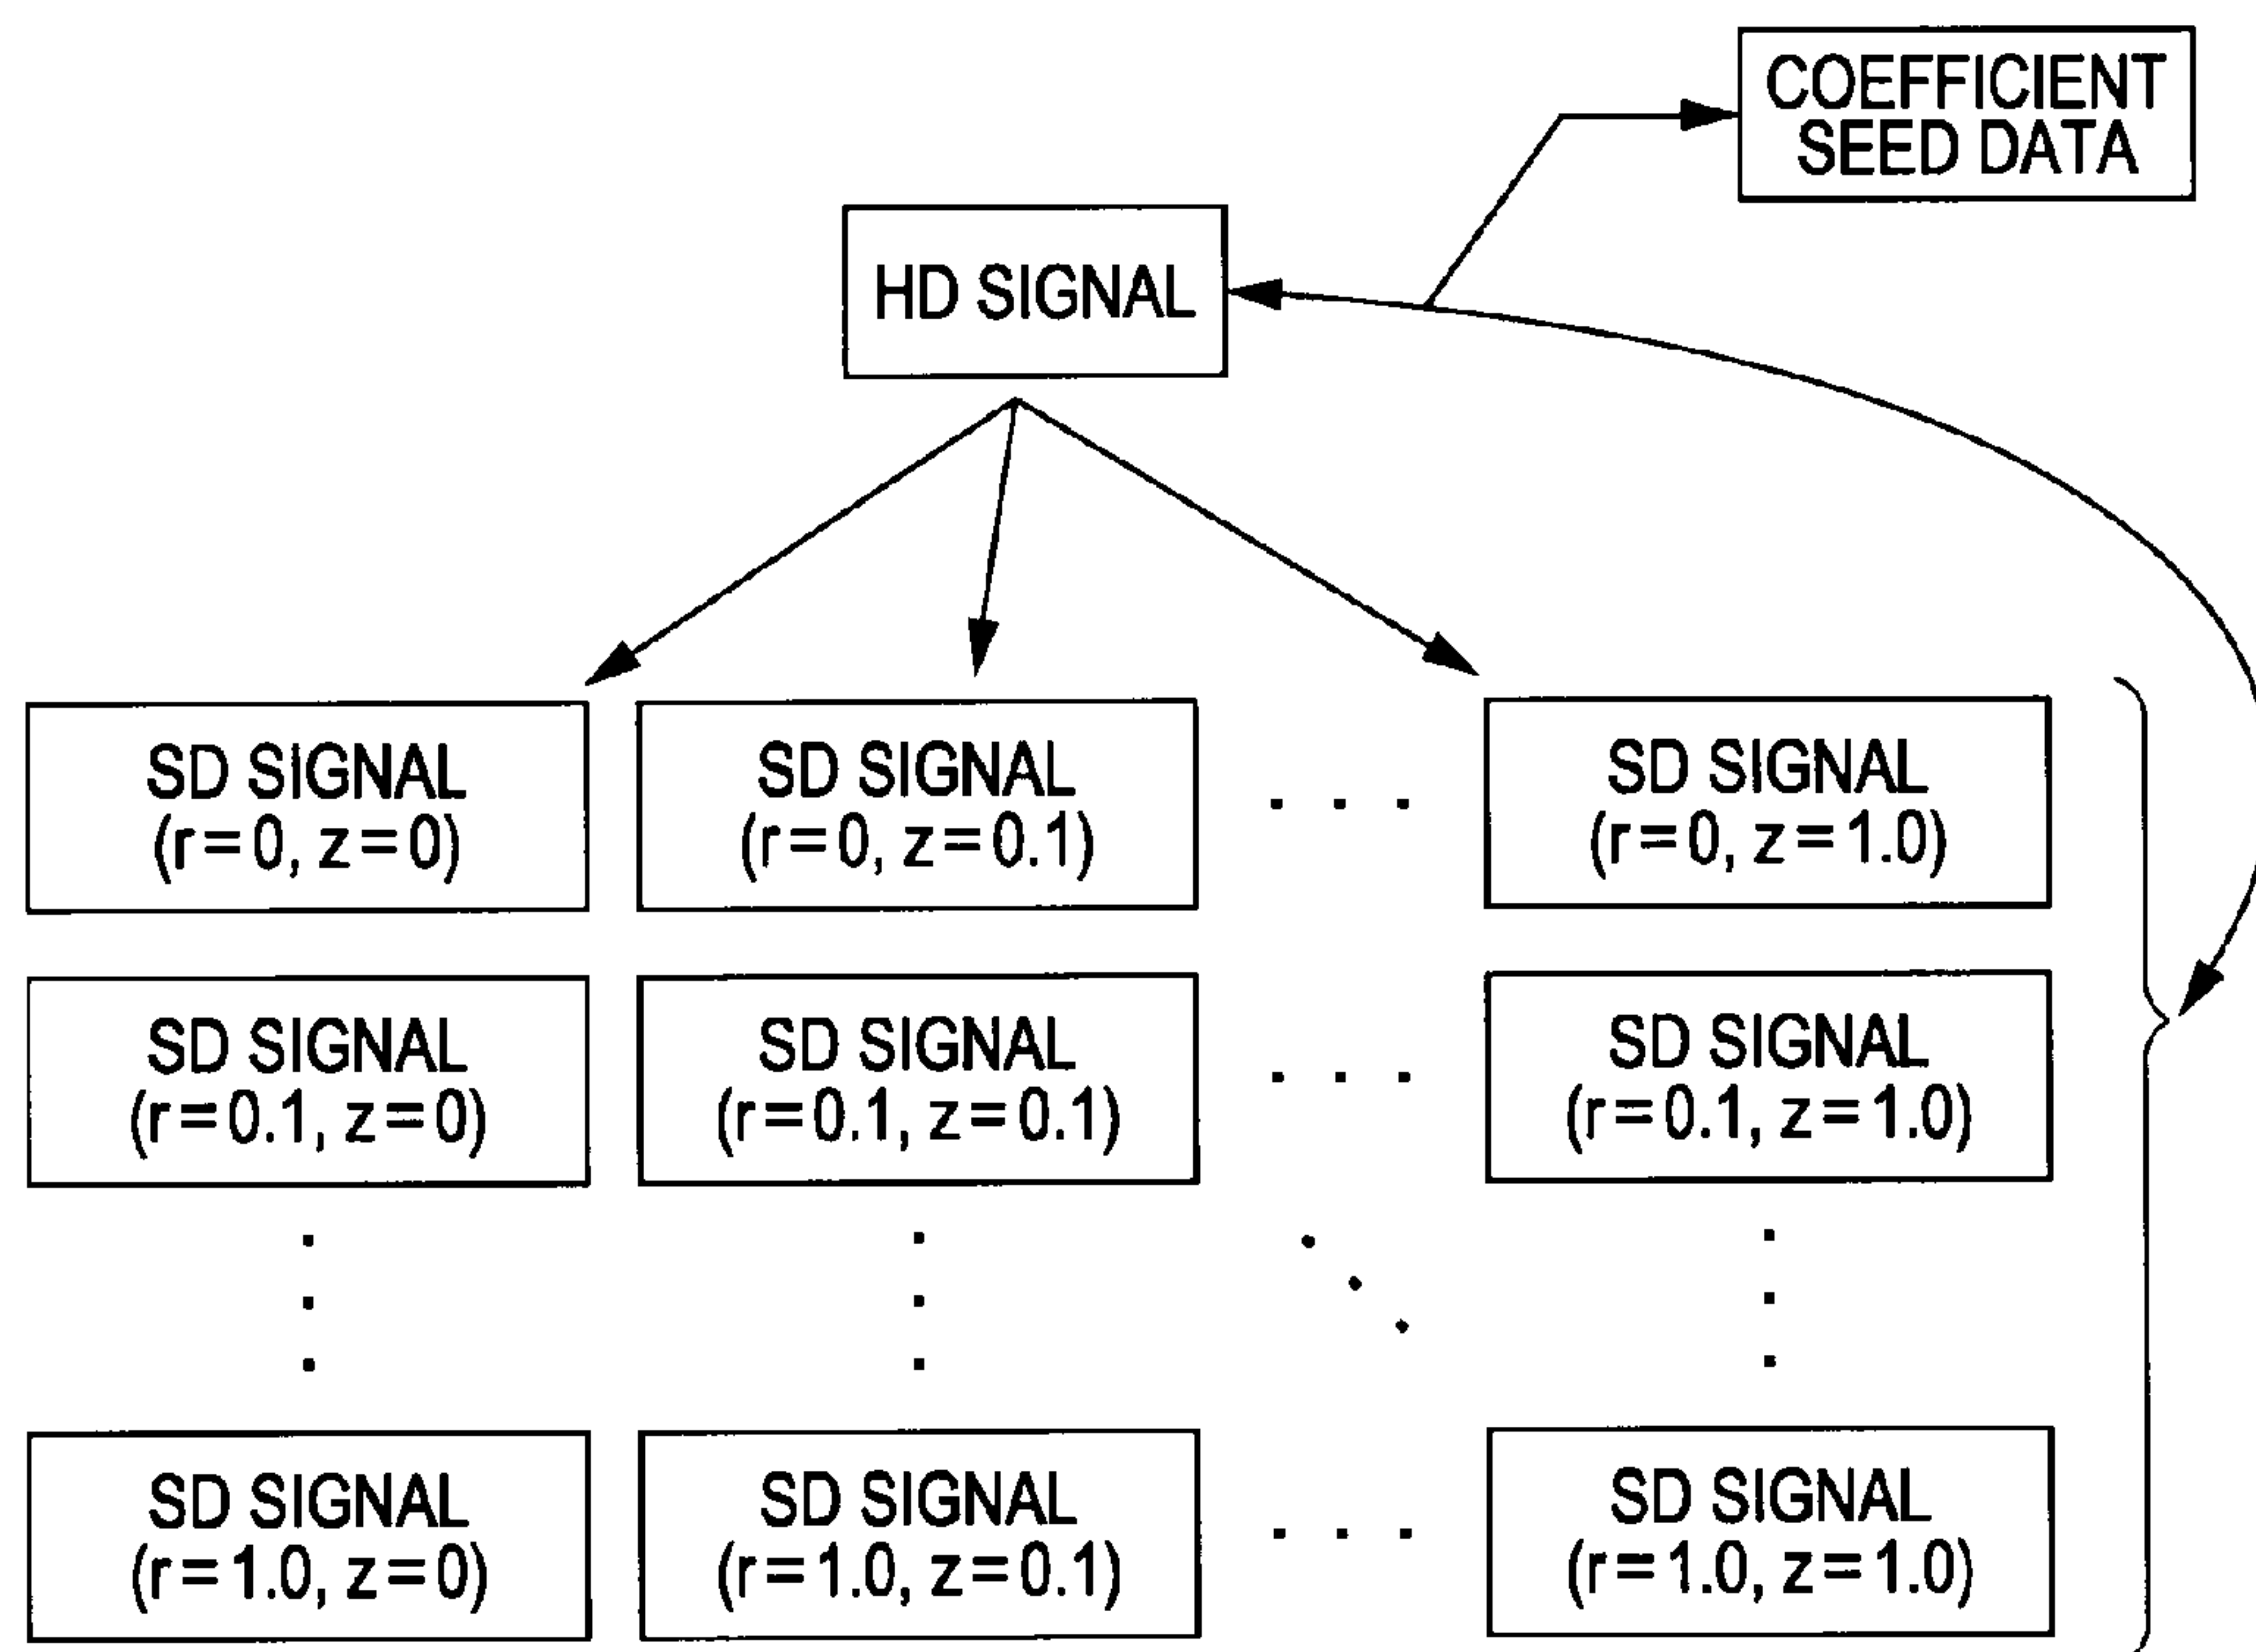 COEFFICIENT
SEED DATA
HD SIGNAL
SD SIGNAL
(r=0, z=0)
SD SIGNAL
(r=0, z=0.1)
. . .
SD SIGNAL
(r=0, z=1.0)
SD SIGNAL
(r=0.1, z=0)
SD SIGNAL
(r=0.1, z=0.1)
. . .
SD SIGNAL
(r=0.1, z=1.0)
SD SIGNAL
(r=1.0, z=0)
SD SIGNAL
(r=1.0, z=0.1)
. . .
SD SIGNAL
(r=1.0, z=1.0)